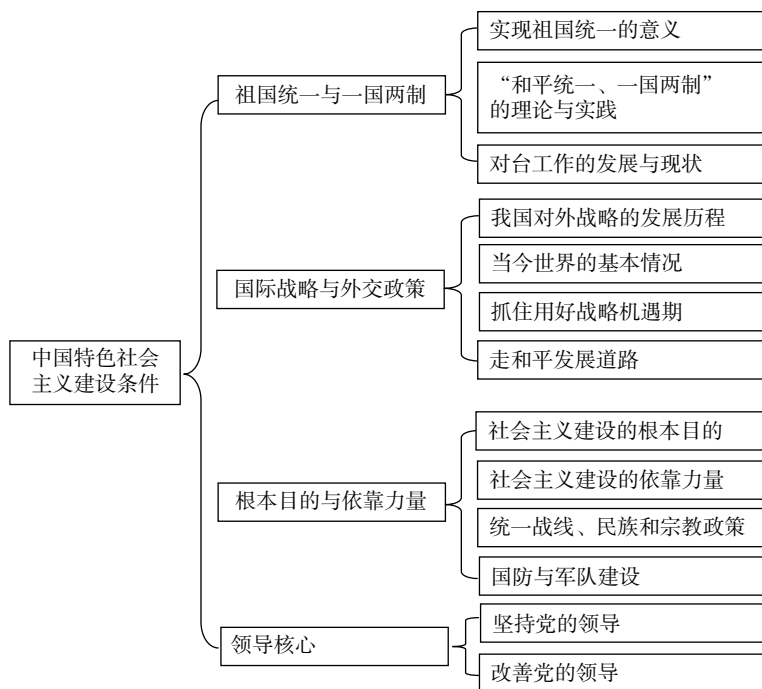 中国特色社会
主义建设条件
祖国统一与一国两制
实现祖国统一的意义
“和平统一、一国两制”
的理论与实践
对台工作的发展与现状
国际战略与外交政策
我国对外战略的发展历程
当今世界的基本情况
抓住用好战略机遇期
走和平发展道路
根本目的与依靠力量
社会主义建设的根本目的
社会主义建设的依靠力量
统一战线、民族和宗教政策
国防与军队建设
领导核心
坚持党的领导
改善党的领导